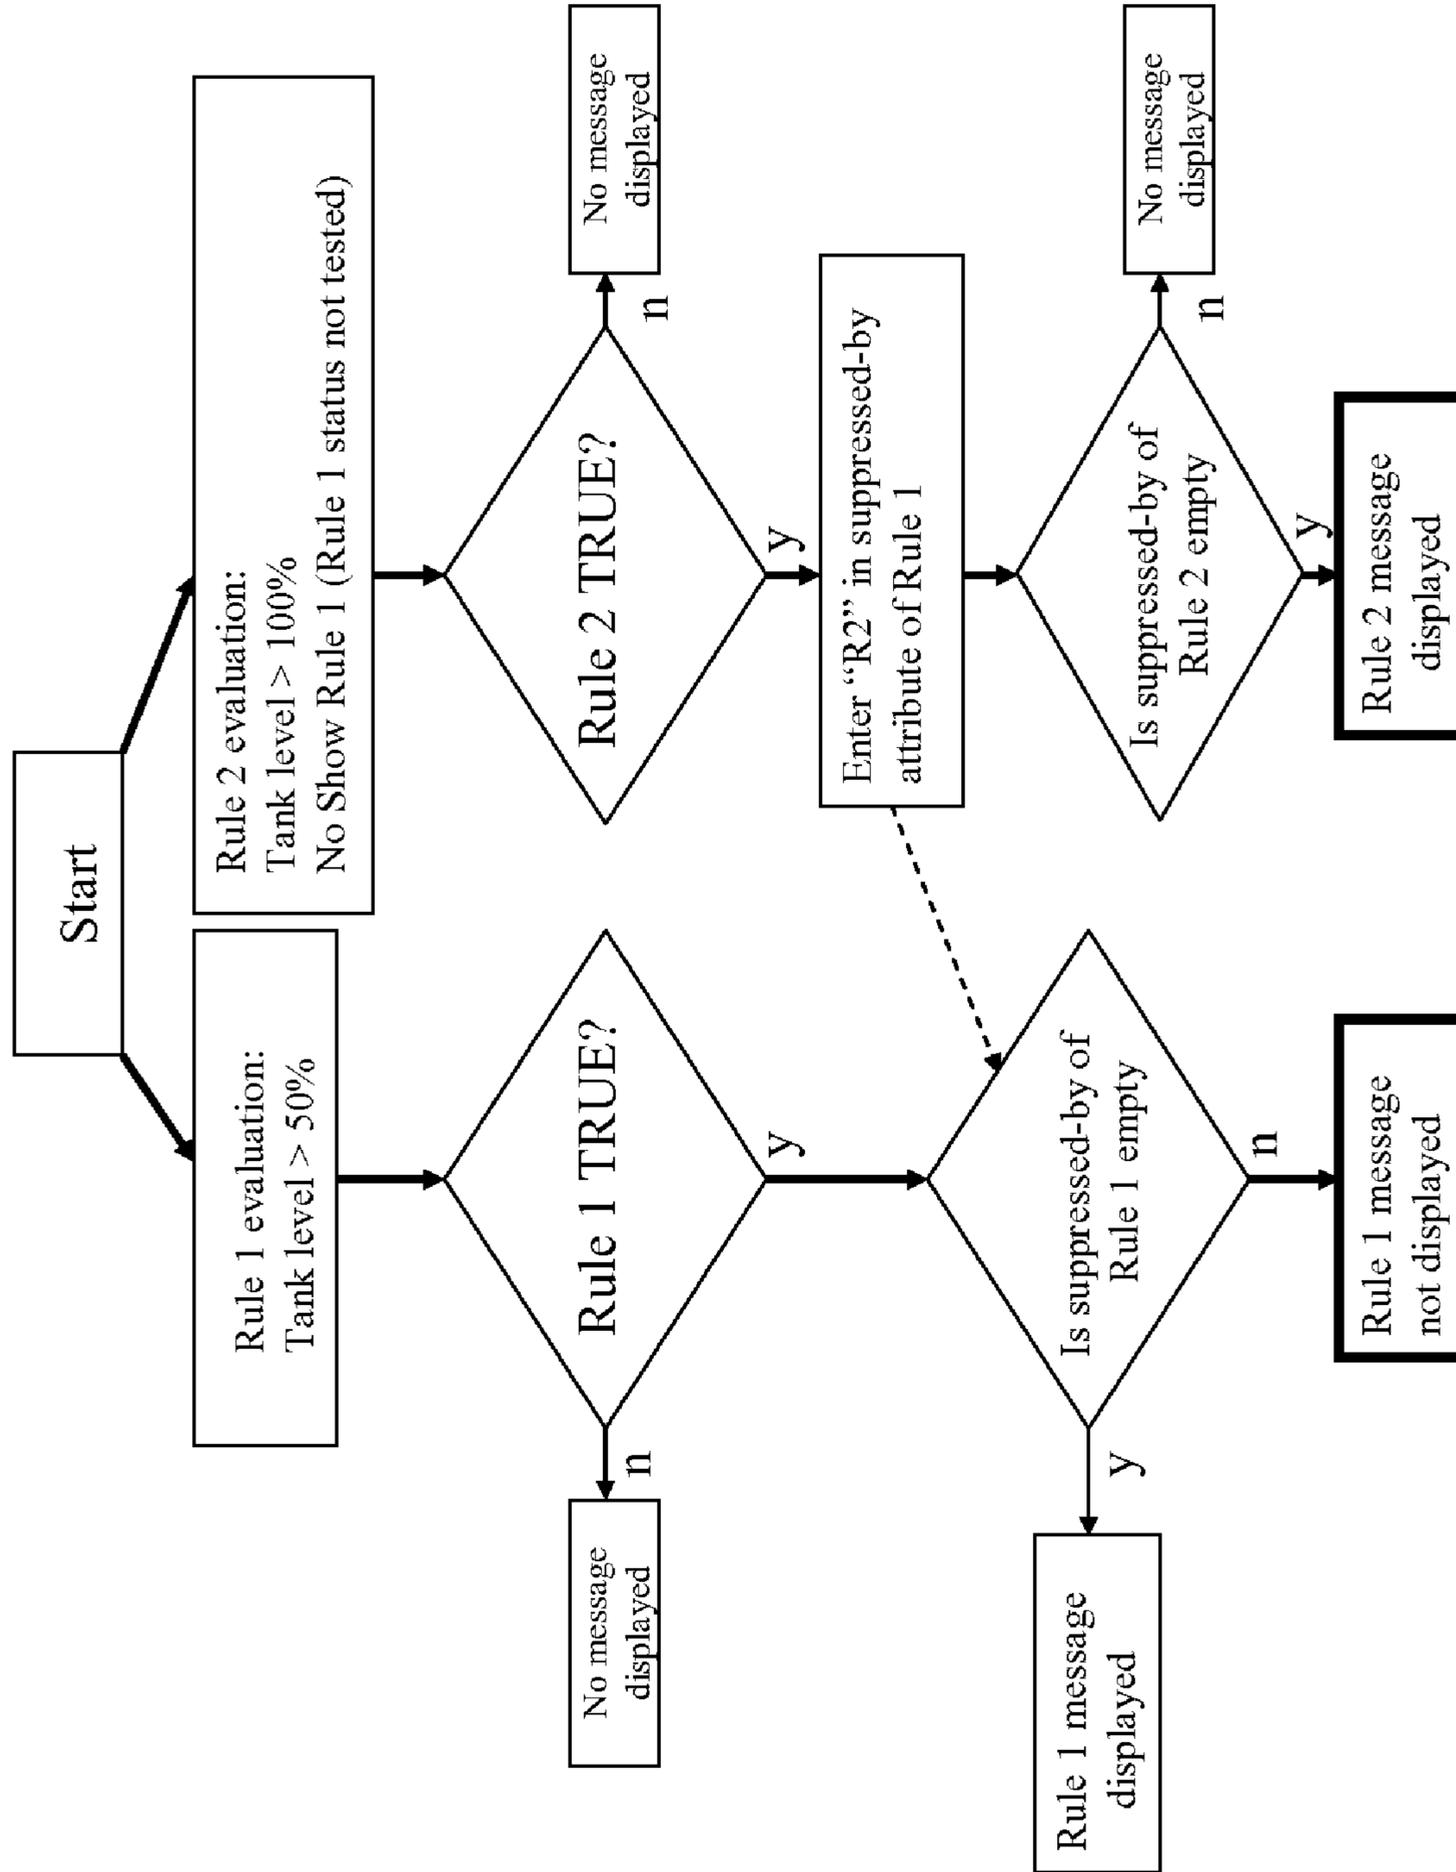 Start
Rule 1 evaluation:
Tank level > 50%
Rule 2 evaluation:
Tank level > 100%
No Show Rule 1 (Rule 1 status not tested)
Rule 1 TRUE?
n
No message
displayed
y
Rule 2 TRUE?
n
No message
displayed
y
Enter “R2” in suppressed-by
attribute of Rule 1
Is suppressed-by of
Rule 1 empty
y
Rule 1 message
displayed
n
Rule 1 message
not displayed
Is suppressed-by of
Rule 2 empty
n
No message
displayed
y
Rule 2 message
displayed